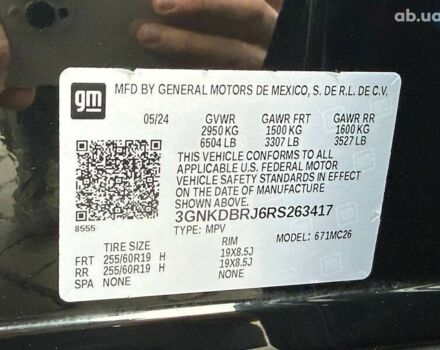 ab.ua
gm
MFD BY GENERAL MOTORS DE MEXICO, S. DE R.L. DE C.V.
05/24 GVWR GAWR FRT GAWR RR
2950 KG 1500 KG 1600 KG
6504 LB 3307 LB 3527 LB
THIS VEHICLE CONFORMS TO ALL
APPLICABLE U.S. FEDERAL MOTOR
VEHICLE SAFETY STANDARDS IN EFFECT
ON THE DATE OF MANUFACTURE
SHOWN ABOVE.
3GNKDBRJ6RS263417
8555 TYPE: MPV MODEL: 671MC26
TIRE SIZE RIM
FRT 255/60R19 H 19X8.5J
RR 255/60R19 H 19X8.5J
SPA NONE NONE